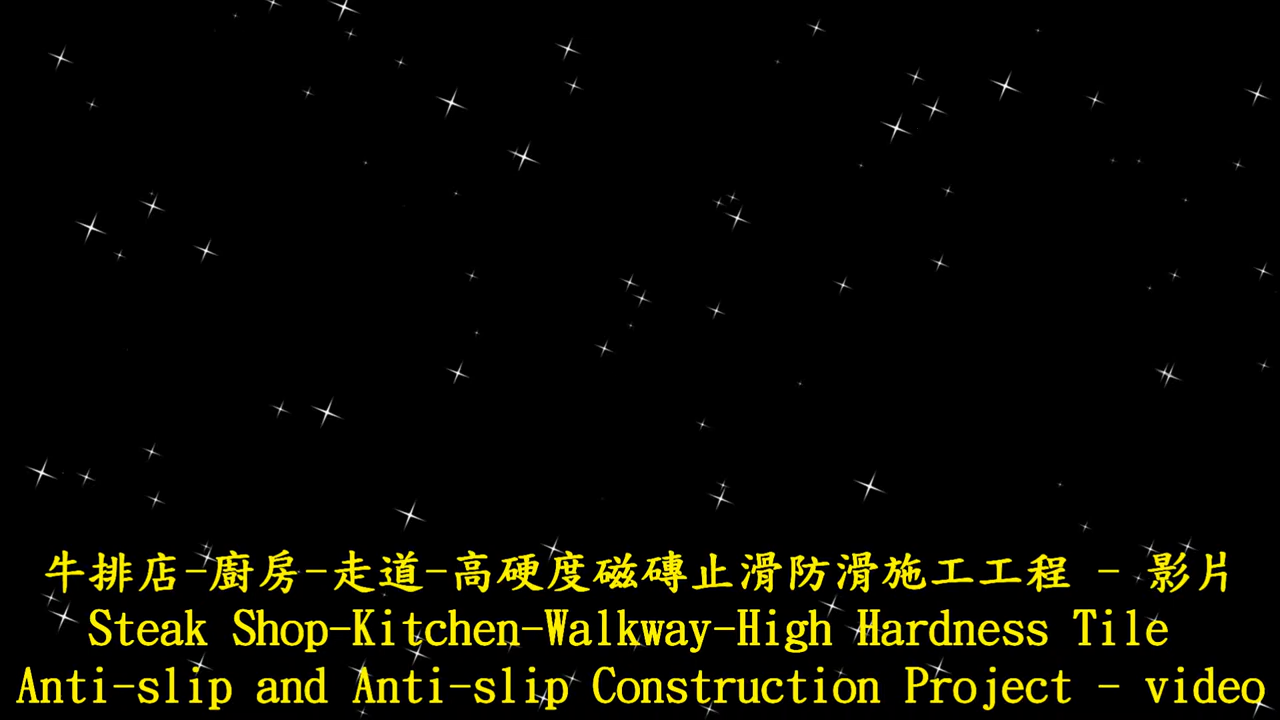 牛排店-廚房-走道-高硬度磁磚止滑防滑施工工程 - 影片
Steak Shop-Kitchen-Walkway-High Hardness Tile
Anti-slip and Anti-slip Construction Project - video